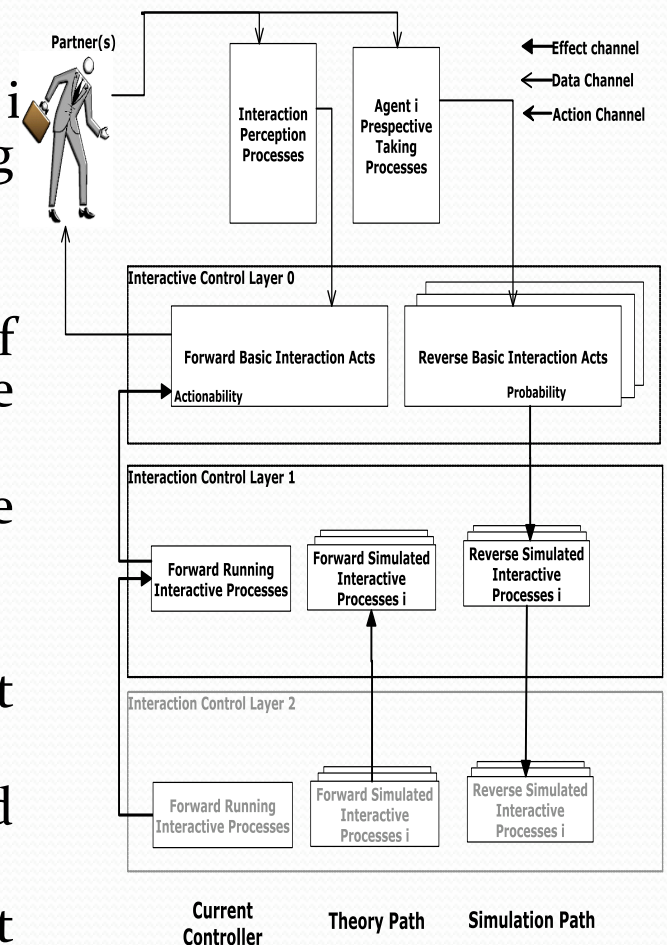 Partner(s)
i
g
f
e
e
t
d
t
Effect channel
Data Channel
Action Channel
Interaction
Perception
Processes
Agent i
Prespective
Taking
Processes
Interactive Control Layer 0
Forward Basic Interaction Acts
Actionability
Reverse Basic Interaction Acts
Probability
Interaction Control Layer 1
Forward Running
Interactive Processes
Forward Simulated
Interactive
Processes i
Reverse Simulated
Interactive
Processes i
Interaction Control Layer 2
Forward Running
Interactive Processes
Forward Simulated
Interactive
Processes i
Reverse Simulated
Interactive
Processes i
Current
Controller
Theory Path
Simulation Path